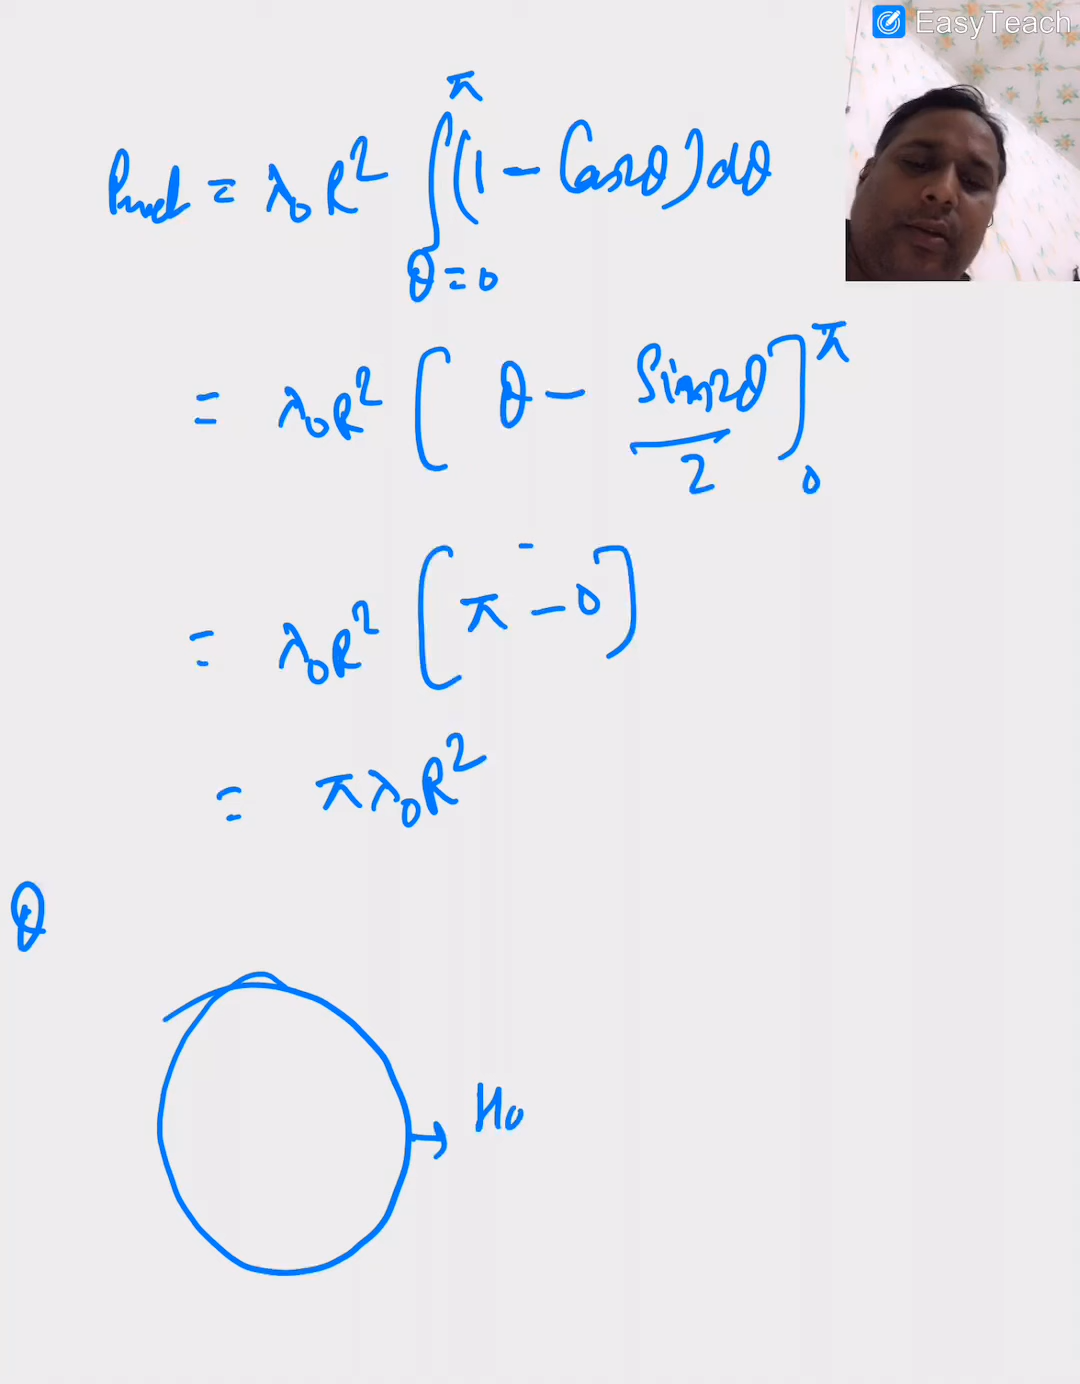 EasyTeach
Pnet = λ₀R² ∫_{θ=0}^{π} (1 - Cos2θ)dθ
= λ₀R² [θ - Sin2θ/2]₀^π
= λ₀R² [π - 0]
= πλ₀R²
Q
H₀